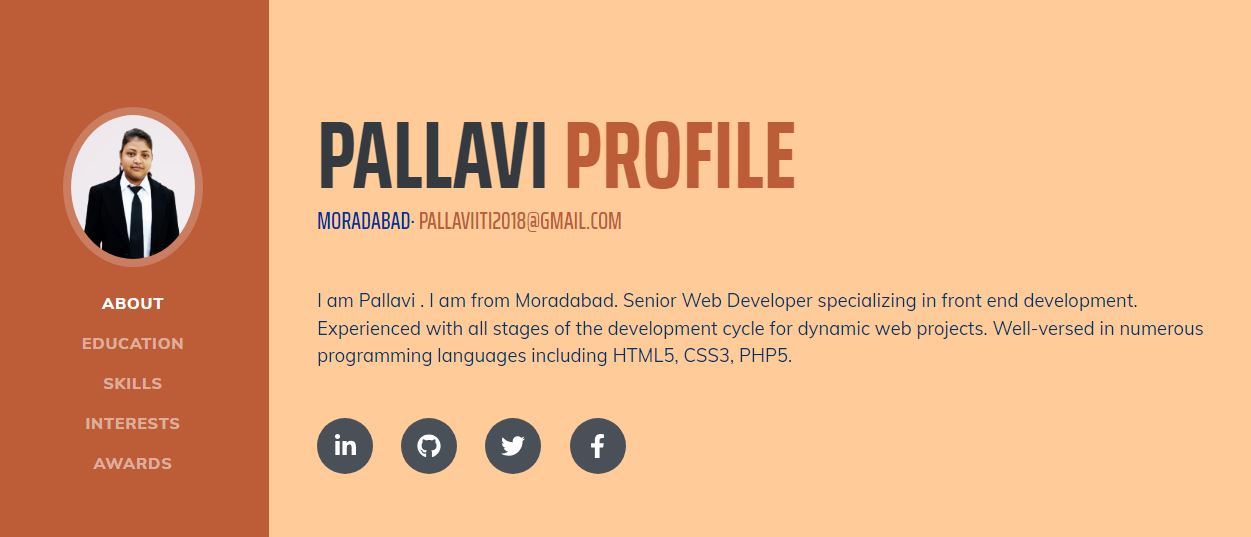 ABOUT
EDUCATION
SKILLS
INTERESTS
AWARDS
PALLAVI PROFILE
MORADABAD· PALLAVIITI2018@GMAIL.COM
I am Pallavi . I am from Moradabad. Senior Web Developer specializing in front end development.
Experienced with all stages of the development cycle for dynamic web projects. Well-versed in numerous
programming languages including HTML5, CSS3, PHP5.